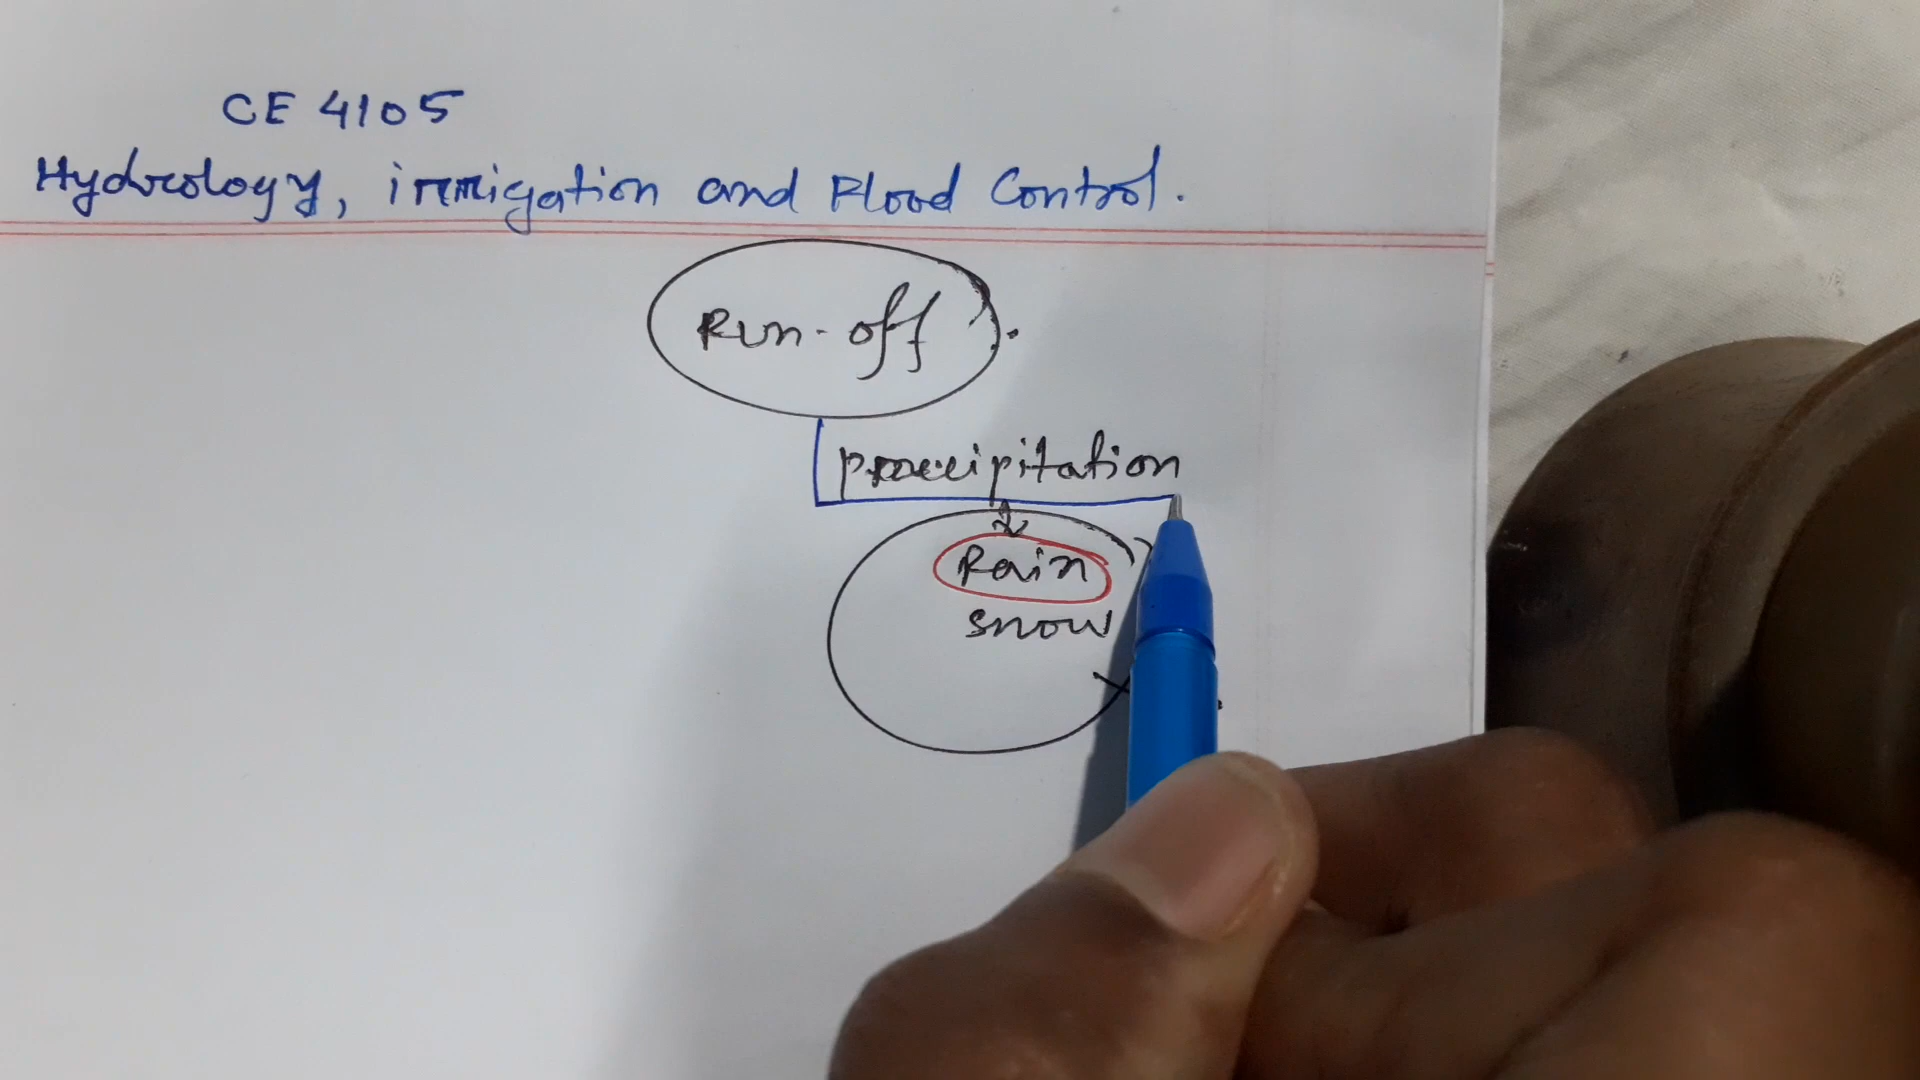 CE 4105
Hydrology, irrigation and Flood Control.
Run-off
precipitation
Rain
snow